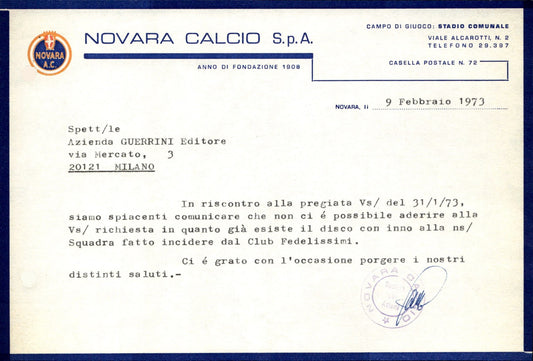 NOVARA
A.C.
NOVARA CALCIO S.p.A.
ANNO DI FONDAZIONE 1908
CAMPO DI GIUOCO: STADIO COMUNALE
VIALE ALCAROTTI, N. 2
TELEFONO 29.397
CASELLA POSTALE N. 72
NOVARA, li 9 Febbraio 1973
Spett/le
Azienda GUERRINI Editore
via Mercato, 3
20121 MILANO
In riscontro alla pregiata Vs/ del 31/1/73,
siamo spiacenti comunicare che non ci é possibile aderire alla
Vs/ richiesta in quanto già esiste il disco con inno alla ns/
Squadra fatto incidere dal Club Fedelissimi.
Ci é grato con l'occasione porgere i nostri
distinti saluti.-
NOVARA